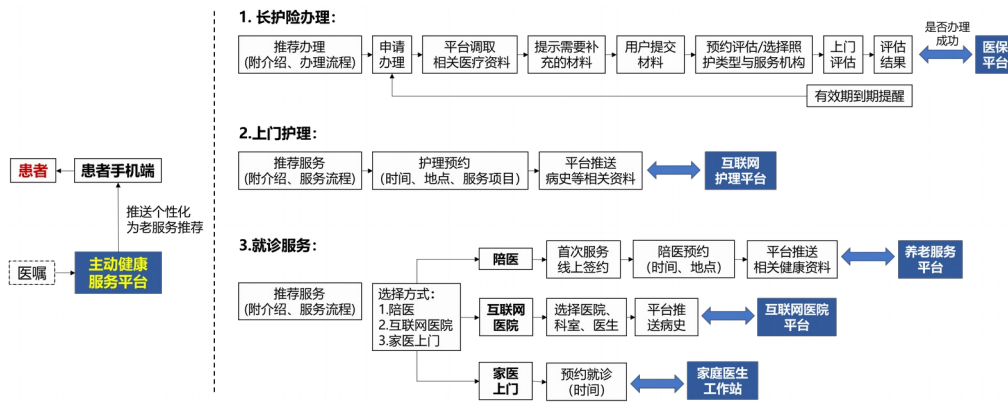 患者
患者手机端
推送个性化
为老服务推荐
医嘱
主动健康
服务平台
1. 长护险办理：
推荐办理
(附介绍、办理流程)
申请
办理
平台调取
相关医疗资料
提示需要补
充的材料
用户提交
材料
预约评估/选择照
护类型与服务机构
上门
评估
评估
结果
是否办理
成功
医保
平台
有效期到期提醒
2.上门护理：
推荐服务
(附介绍、服务流程)
护理预约
(时间、地点、服务项目)
平台推送
病史等相关资料
互联网
护理平台
3.就诊服务：
推荐服务
(附介绍、服务流程)
选择方式：
1.陪医
2.互联网医院
3.家医上门
陪医
首次服务
线上签约
陪医预约
(时间、地点)
平台推送
相关健康资料
养老服务
平台
互联网
医院
选择医院、
科室、医生
平台推
送病史
互联网医院
平台
家医
上门
预约就诊
(时间)
家庭医生
工作站